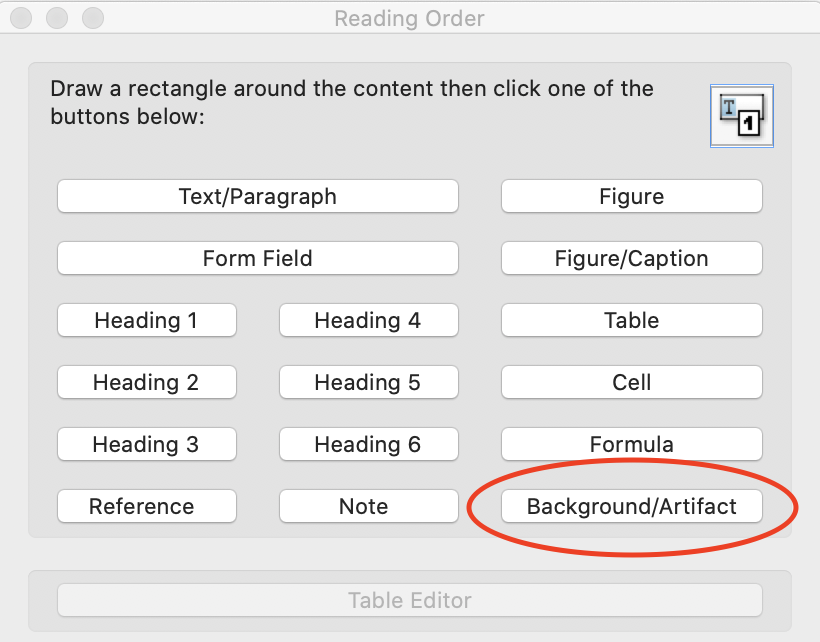 Reading Order
Draw a rectangle around the content then click one of the
buttons below:
T
1
Text/Paragraph Figure
Form Field Figure/Caption
Heading 1 Heading 4 Table
Heading 2 Heading 5 Cell
Heading 3 Heading 6 Formula
Reference Note Background/Artifact
Table Editor